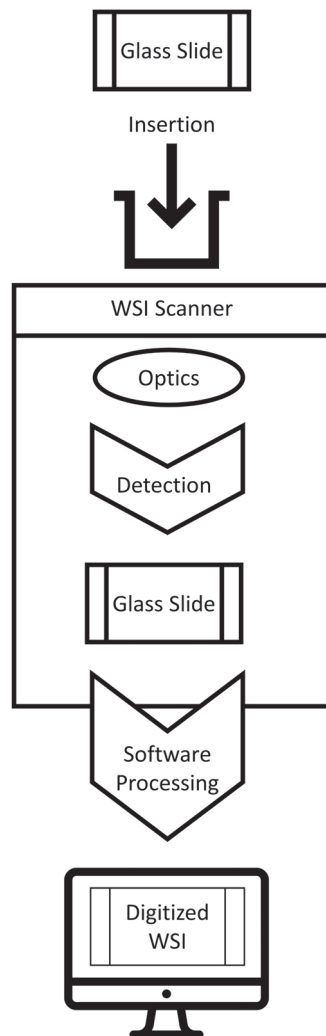 Glass Slide
Insertion
WSI Scanner
Optics
Detection
Glass Slide
Software
Processing
Digitized
WSI